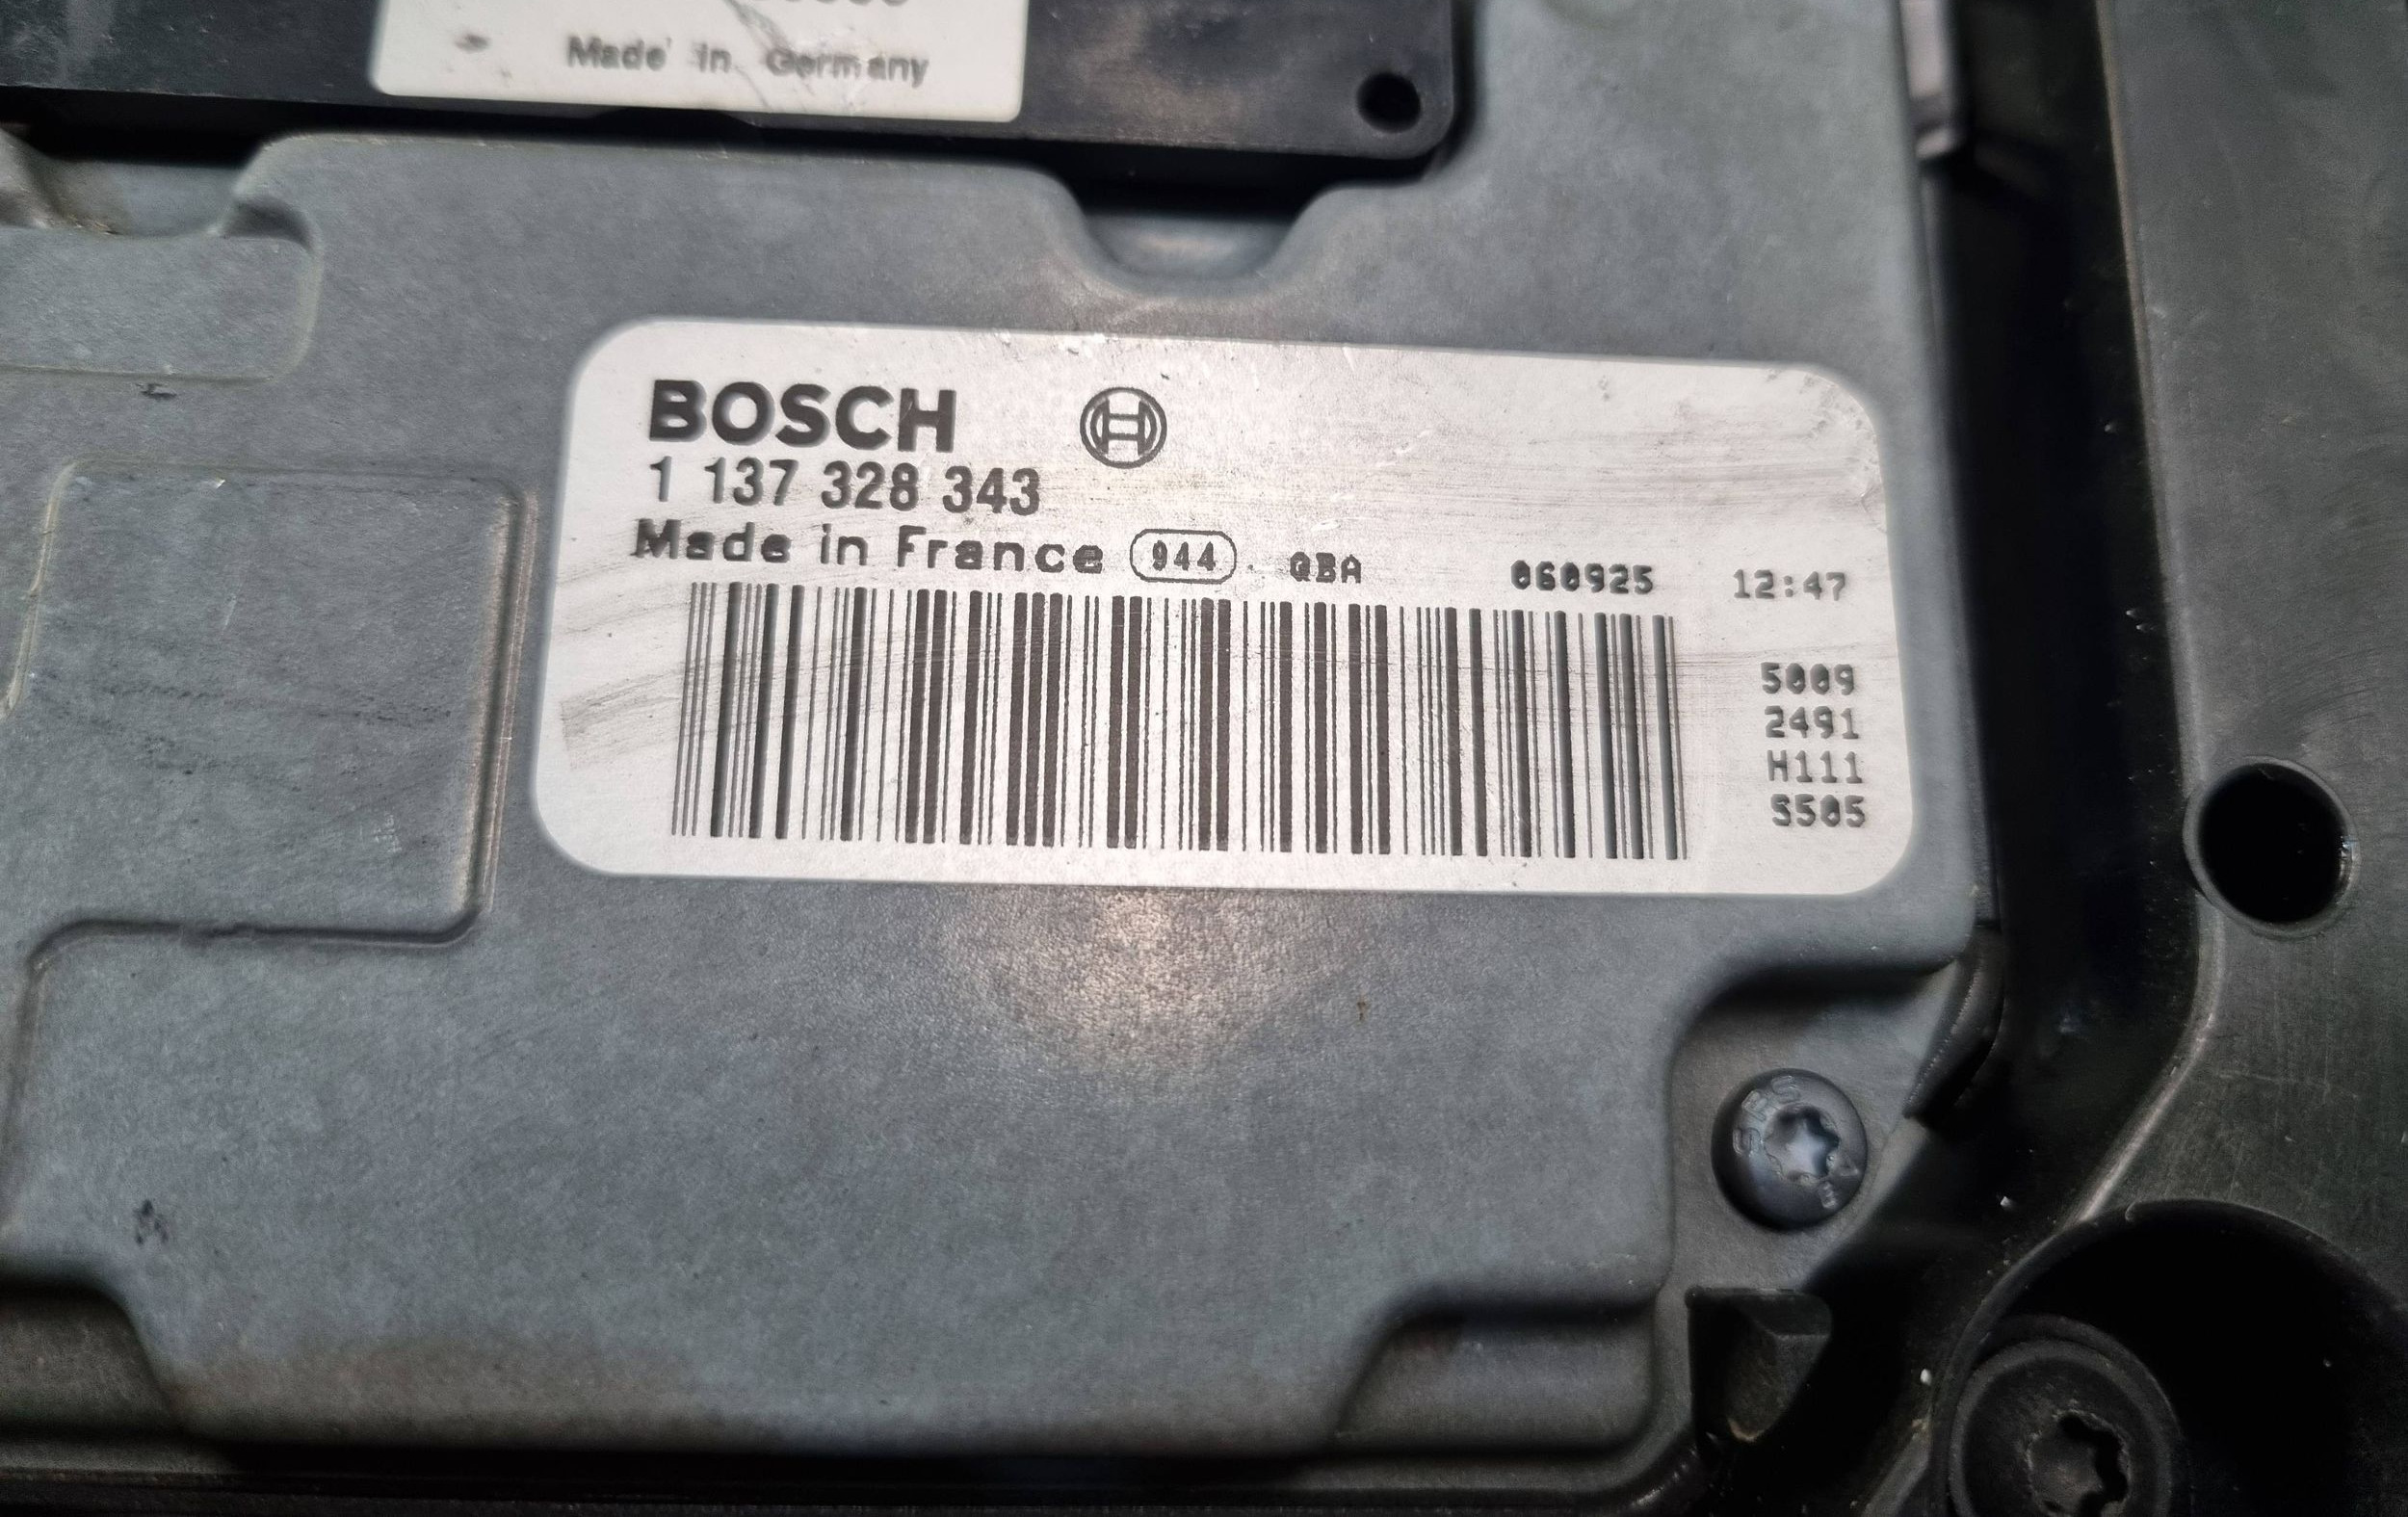 Made in Germany
BOSCH
1 137 328 343
Made in France 944 QBA 060925 12:47
5009
2491
H111
S505